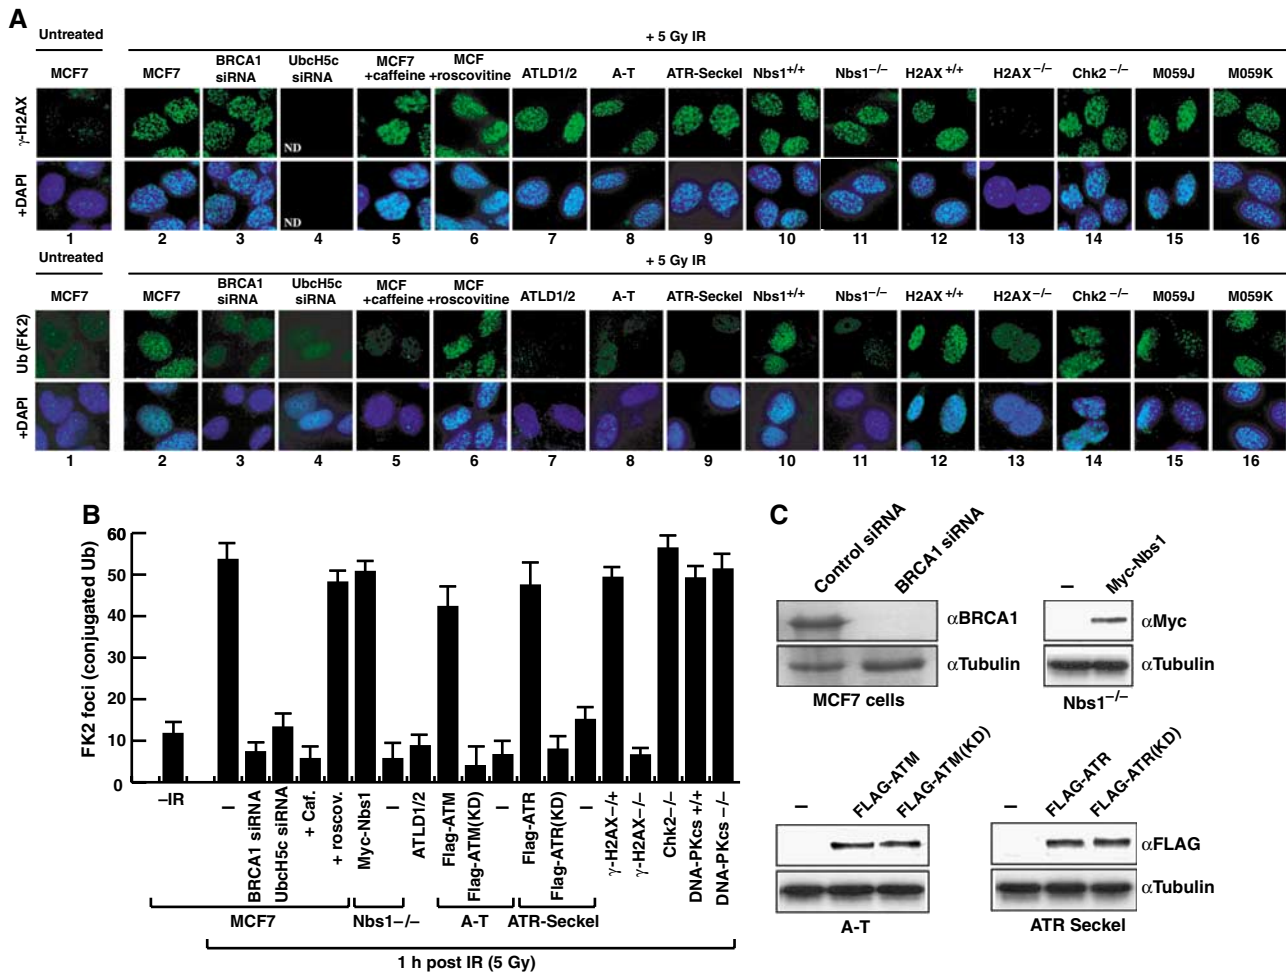 A
Untreated
+ 5 Gy IR
MCF7 MCF7 BRCA1 siRNA UbcH5c siRNA MCF7 +caffeine MCF +roscovitine ATLD1/2 A-T ATR-Seckel Nbs1+/+ Nbs1−/− H2AX +/+ H2AX −/− Chk2 −/− M059J M059K
γ-H2AX
ND
+DAPI
ND
1 2 3 4 5 6 7 8 9 10 11 12 13 14 15 16
Untreated
+ 5 Gy IR
MCF7 MCF7 BRCA1 siRNA UbcH5c siRNA MCF +caffeine MCF +roscovitine ATLD1/2 A-T ATR-Seckel Nbs1+/+ Nbs1−/− H2AX +/+ H2AX−/− Chk2 −/− M059J M059K
Ub (FK2)
+DAPI
1 2 3 4 5 6 7 8 9 10 11 12 13 14 15 16
B
FK2 foci (conjugated Ub)
60
50
40
30
20
10
0
−IR
−
BRCA1 siRNA
UbcH5c siRNA
+ Caf.
+ roscov.
Myc-Nbs1
−
ATLD1/2
Flag-ATM
Flag-ATM(KD)
−
Flag-ATR
Flag-ATR(KD)
−
γ-H2AX−/+
γ-H2AX−/−
Chk2−/−
DNA-PKcs +/+
DNA-PKcs −/−
MCF7 Nbs1−/− A-T ATR-Seckel
1 h post IR (5 Gy)
C
Control siRNA
BRCA1 siRNA
αBRCA1
αTubulin
MCF7 cells
−
Myc-Nbs1
αMyc
αTubulin
Nbs1−/−
−
FLAG-ATM
FLAG-ATM(KD)
A-T
−
FLAG-ATR
FLAG-ATR(KD)
αFLAG
αTubulin
ATR Seckel